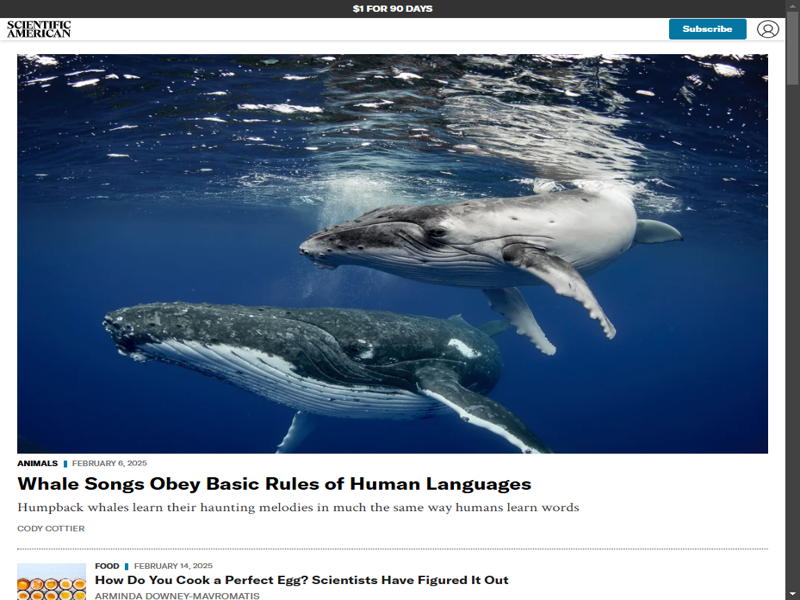 $1 FOR 90 DAYS
SCIENTIFIC
AMERICAN
Subscribe
ANIMALS FEBRUARY 6, 2025
Whale Songs Obey Basic Rules of Human Languages
Humpback whales learn their haunting melodies in much the same way humans learn words
CODY COTTIER
FOOD FEBRUARY 14, 2025
How Do You Cook a Perfect Egg? Scientists Have Figured It Out
ARMINDA DOWNEY-MAVROMATIS